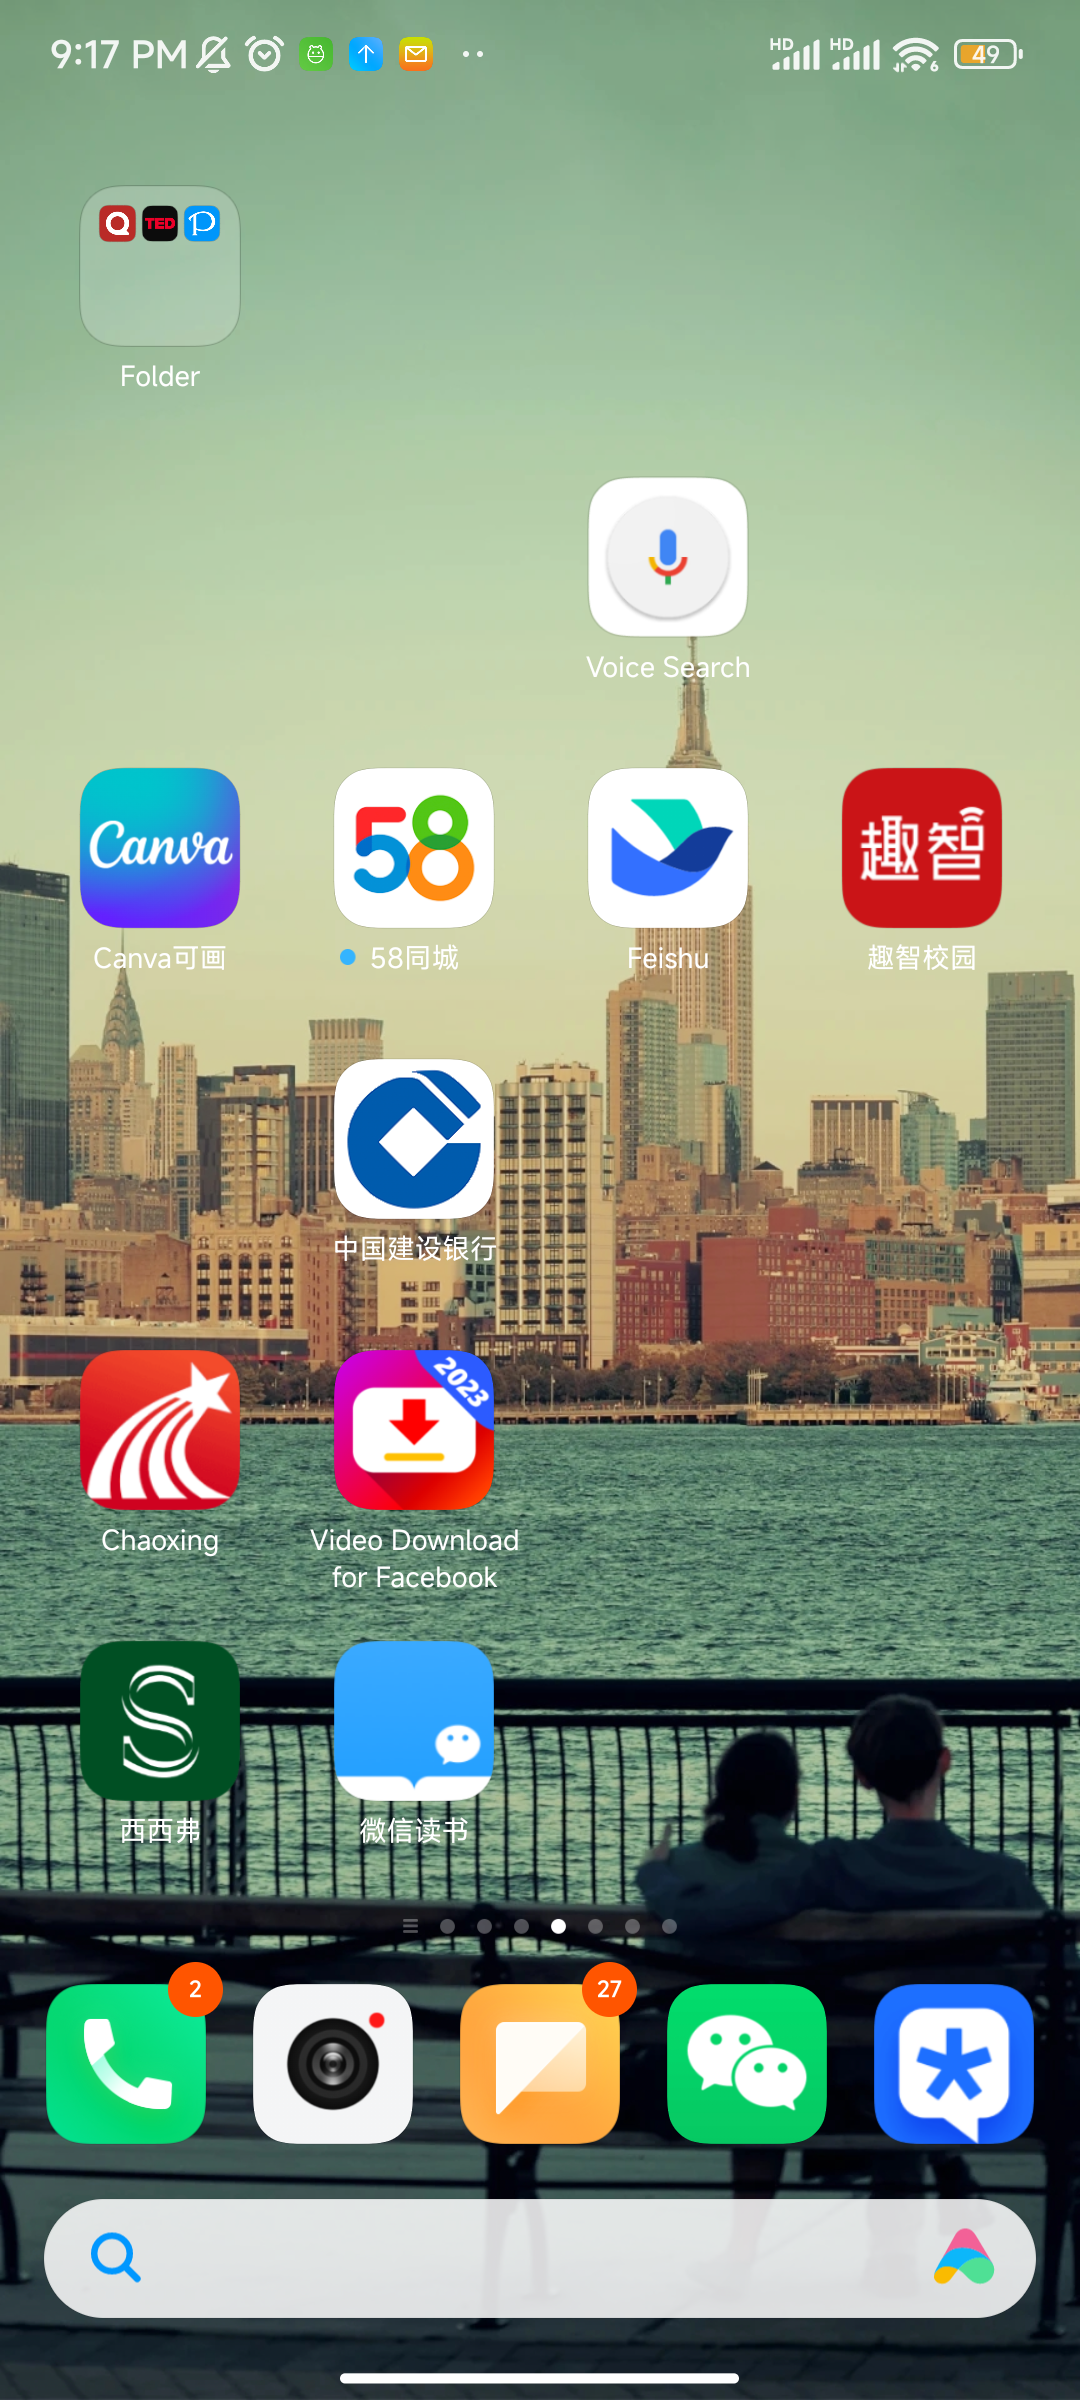 9:17 PM
HD HD 6 49
TED
Folder
Voice Search
Canva
58
趣智
Canva可画
58同城
Feishu
趣智校园
中国建设银行
2023
Chaoxing
Video Download
for Facebook
S
西西弗
微信读书
2
27